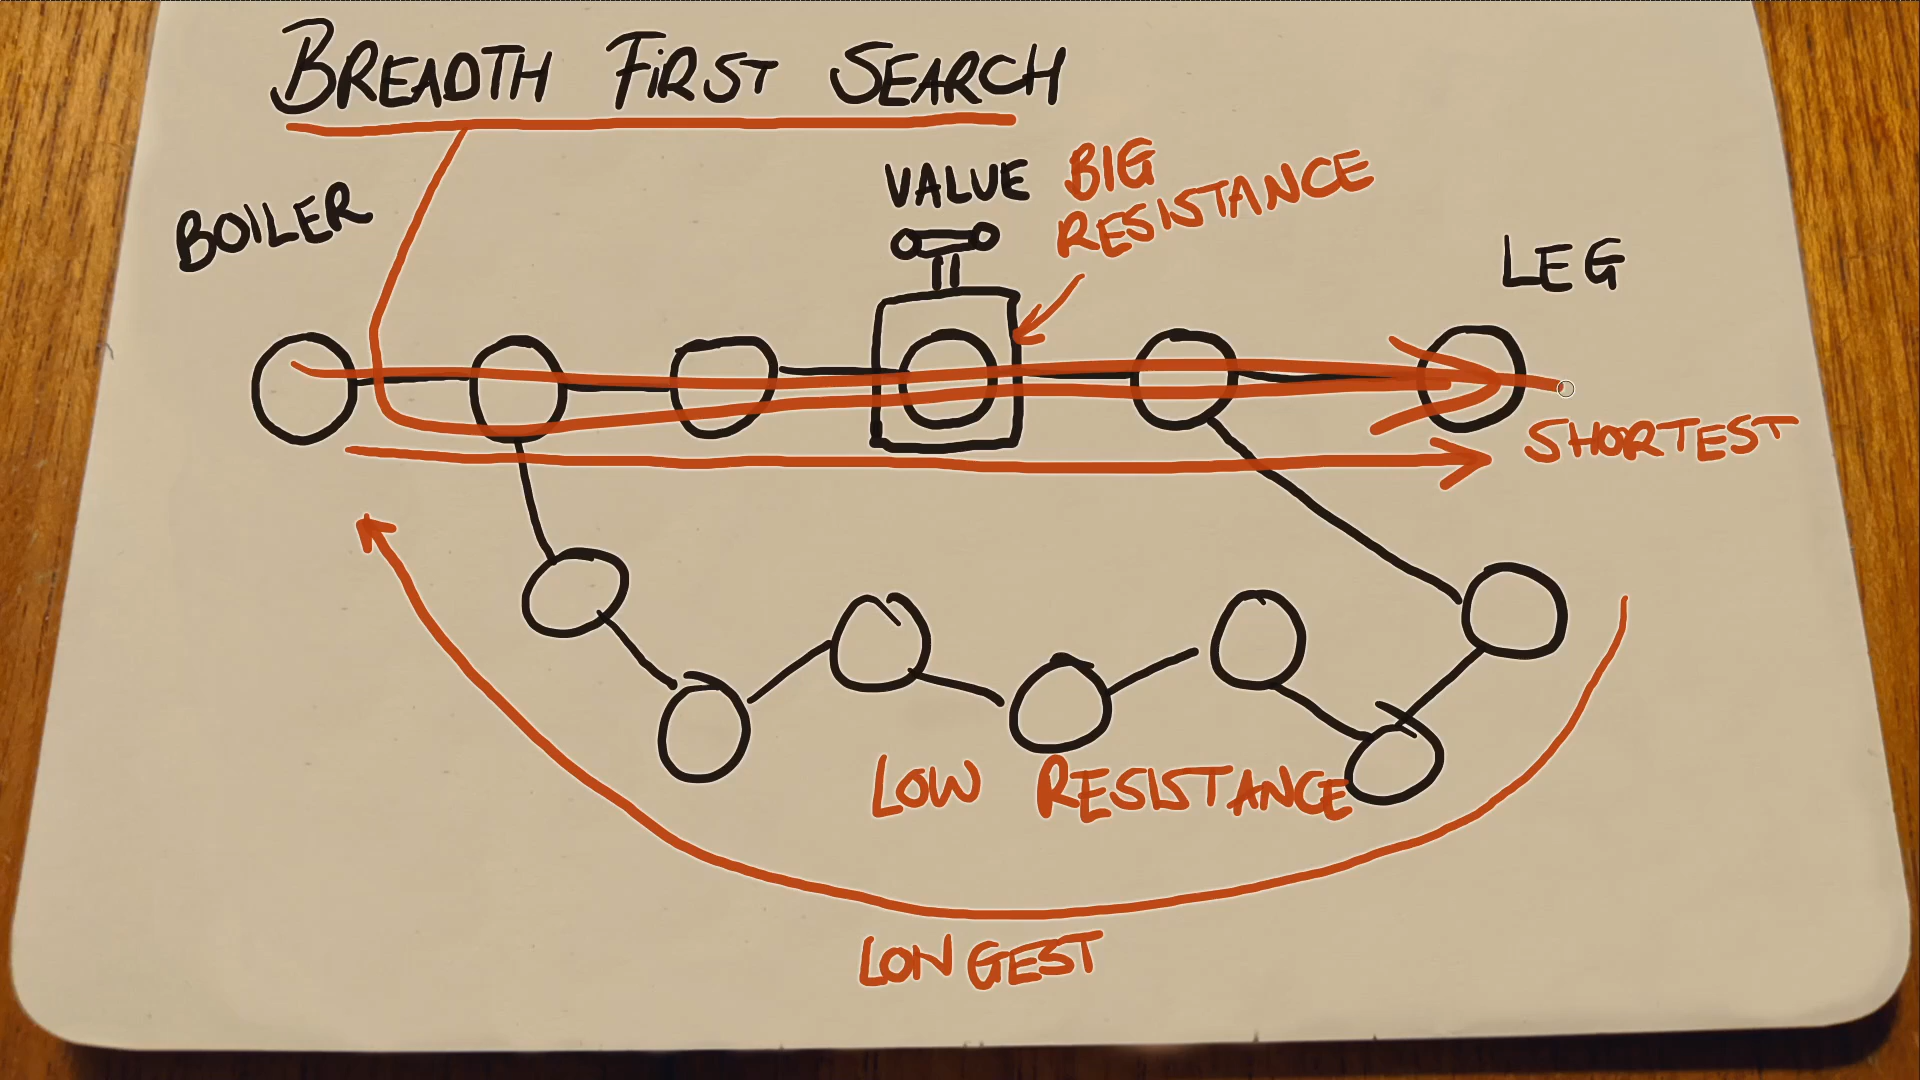 BREADTH FIRST SEARCH
BOILER
VALUE
BIG
RESISTANCE
LEG
SHORTEST
LOW RESISTANCE
LONGEST